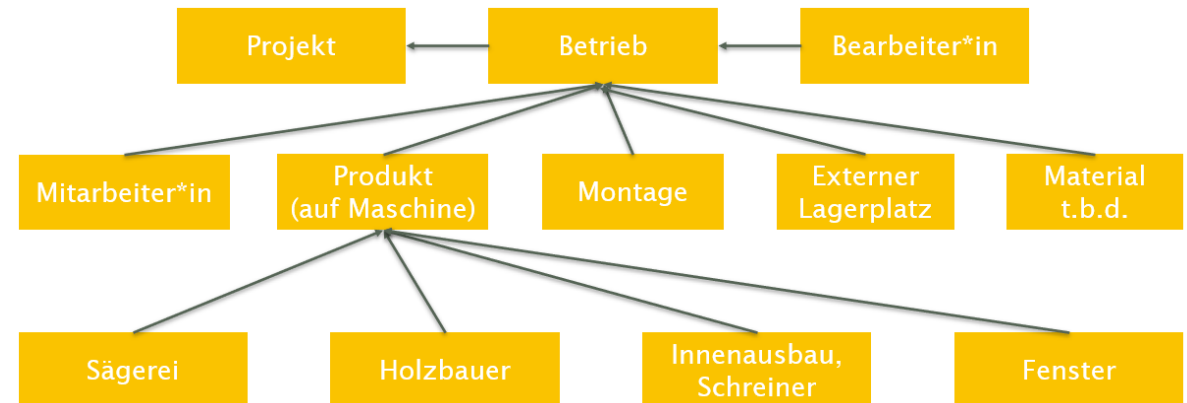 Projekt
Betrieb
Bearbeiter*in
Mitarbeiter*in
Produkt
(auf Maschine)
Montage
Externer
Lagerplatz
Material
t.b.d.
Sägerei
Holzbauer
Innenausbau,
Schreiner
Fenster